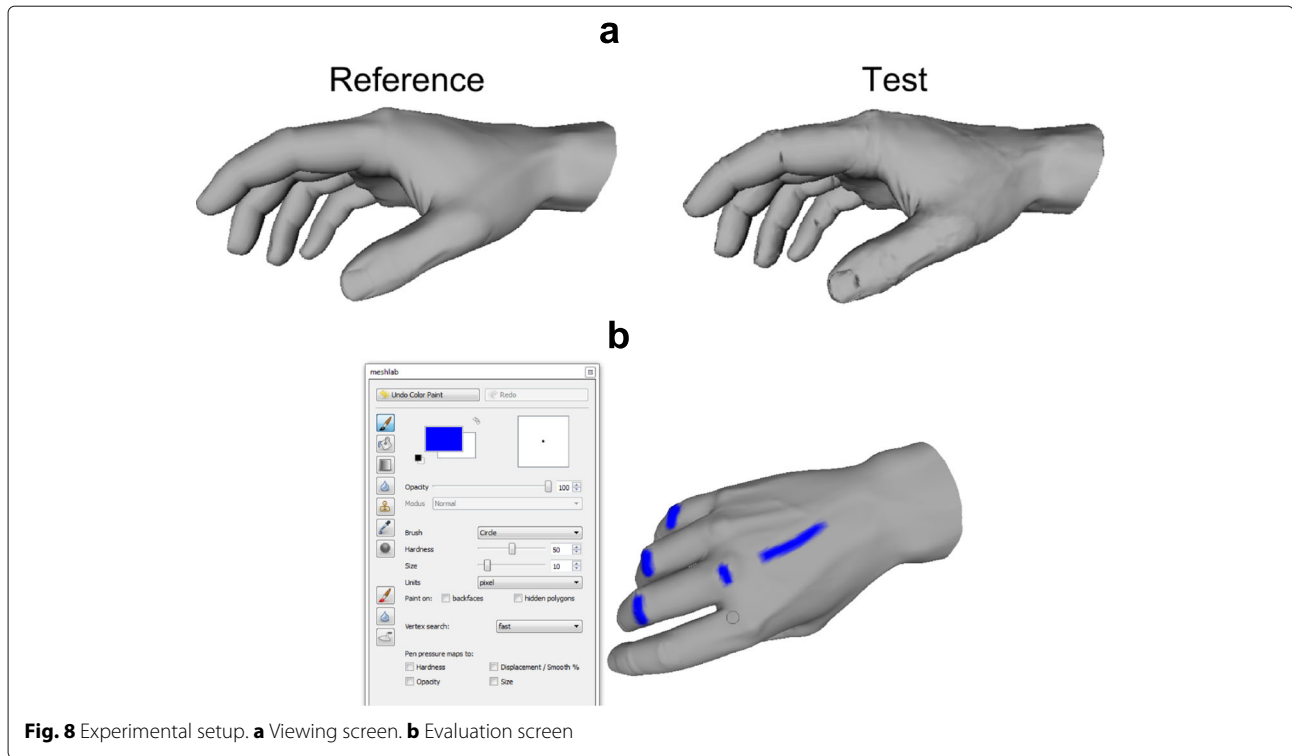 a
Reference Test
b
meshlab
Undo Color Paint Redo
Opacity 100
Modus Normal
Brush Circle
Hardness 50
Size 10
Units pixel
Paint on: backfaces hidden polygons
Vertex search: fast
Pen pressure maps to:
Hardness Displacement / Smooth %
Opacity Size
Fig. 8 Experimental setup. a Viewing screen. b Evaluation screen